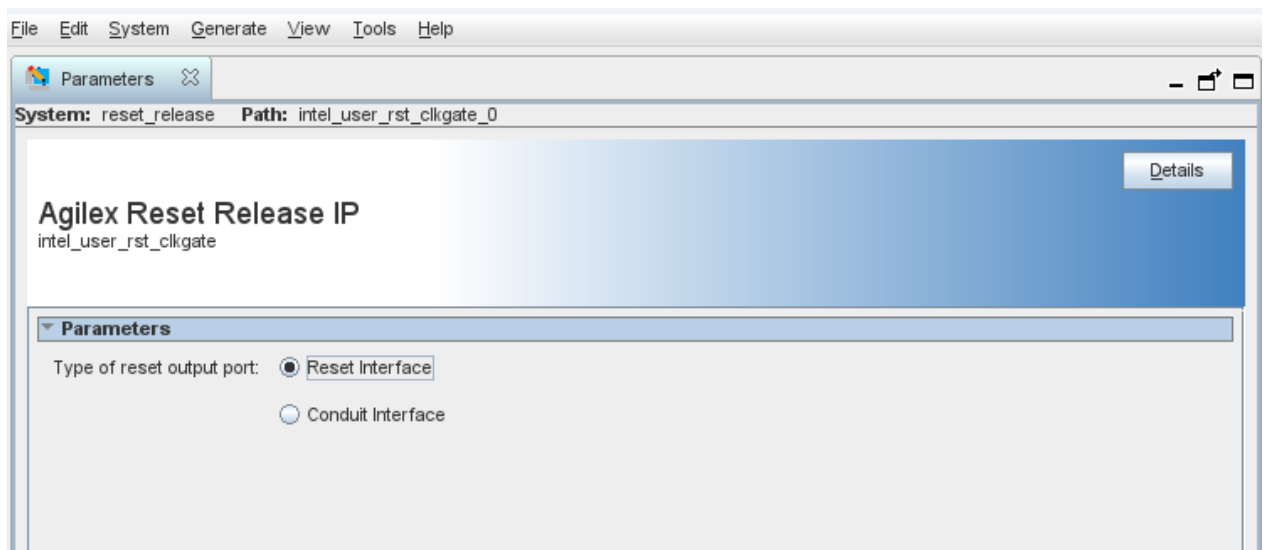 File Edit System Generate View Tools Help
Parameters
System: reset_release Path: intel_user_rst_clkgate_0
Details
Agilex Reset Release IP
intel_user_rst_clkgate
Parameters
Type of reset output port: Reset Interface
Conduit Interface